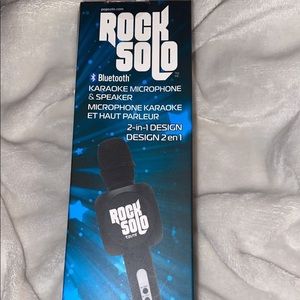 ROCK
SOLO
Bluetooth®
KARAOKE MICROPHONE
& SPEAKER
MICROPHONE KARAOKE
ET HAUT PARLEUR
2-in-1 DESIGN
DESIGN 2 en 1
ROCK
SOLO